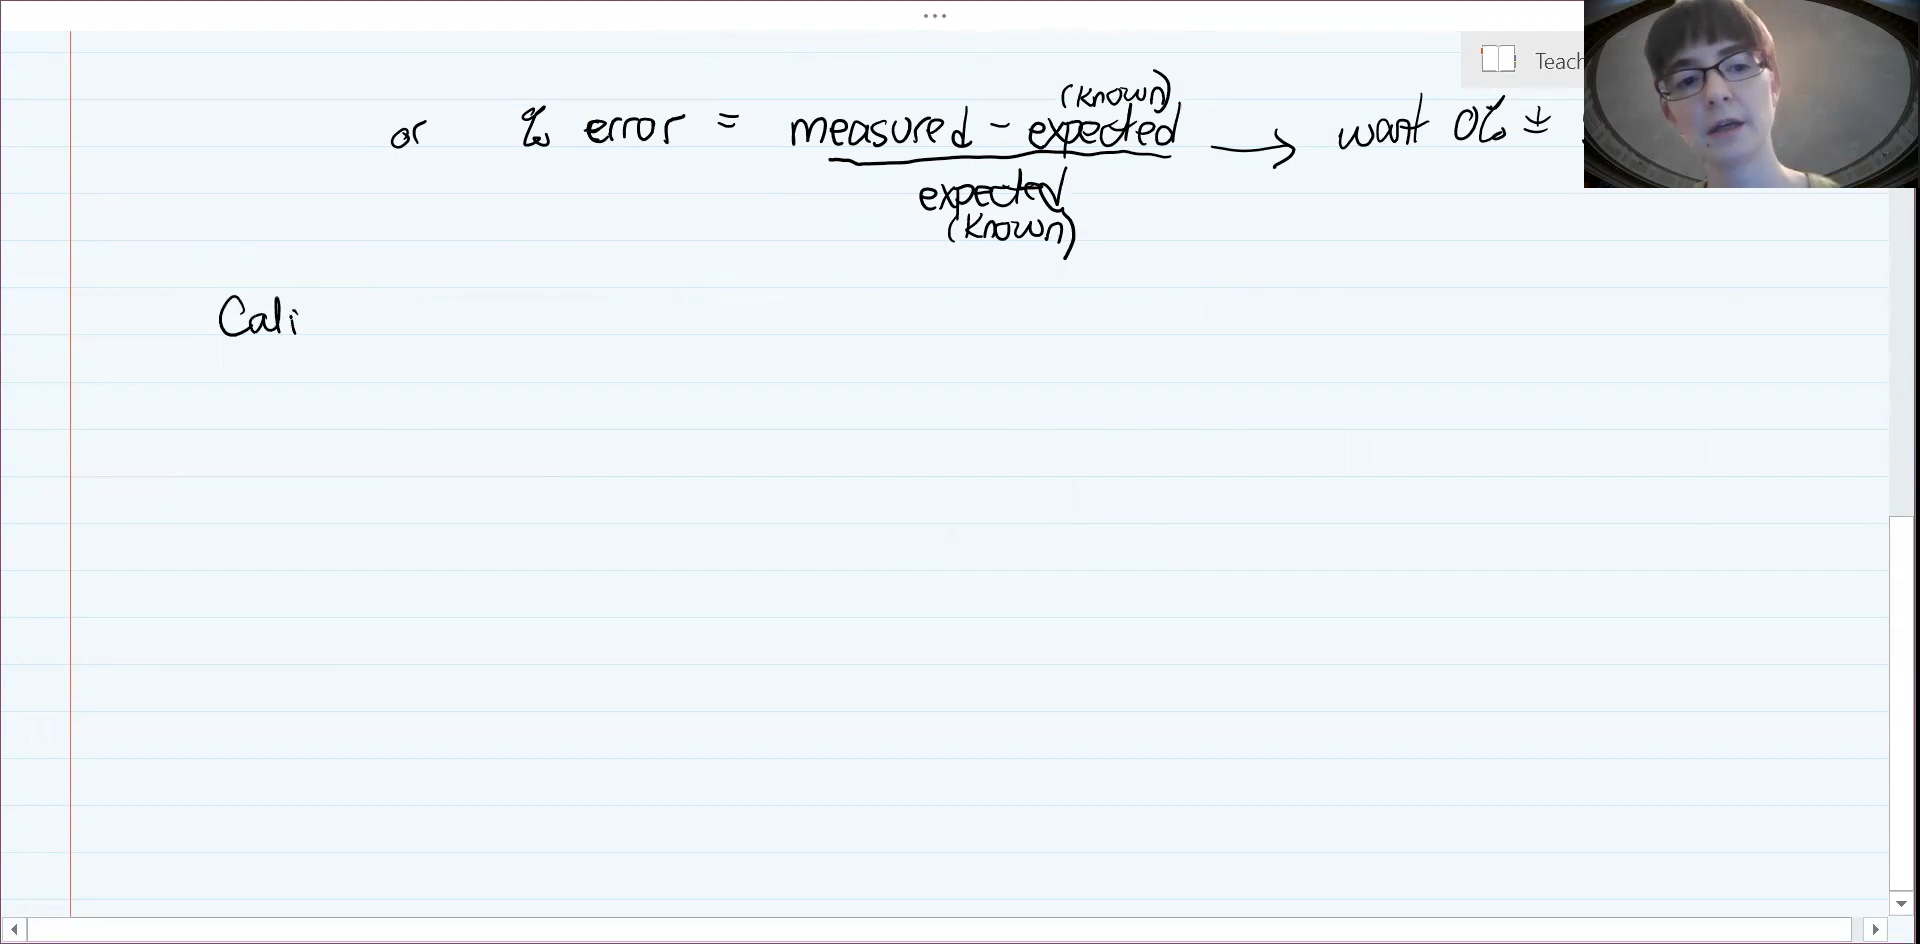 Teach
(known)
or % error = measured - expected → want 0% ±
expected
(known)
Cali